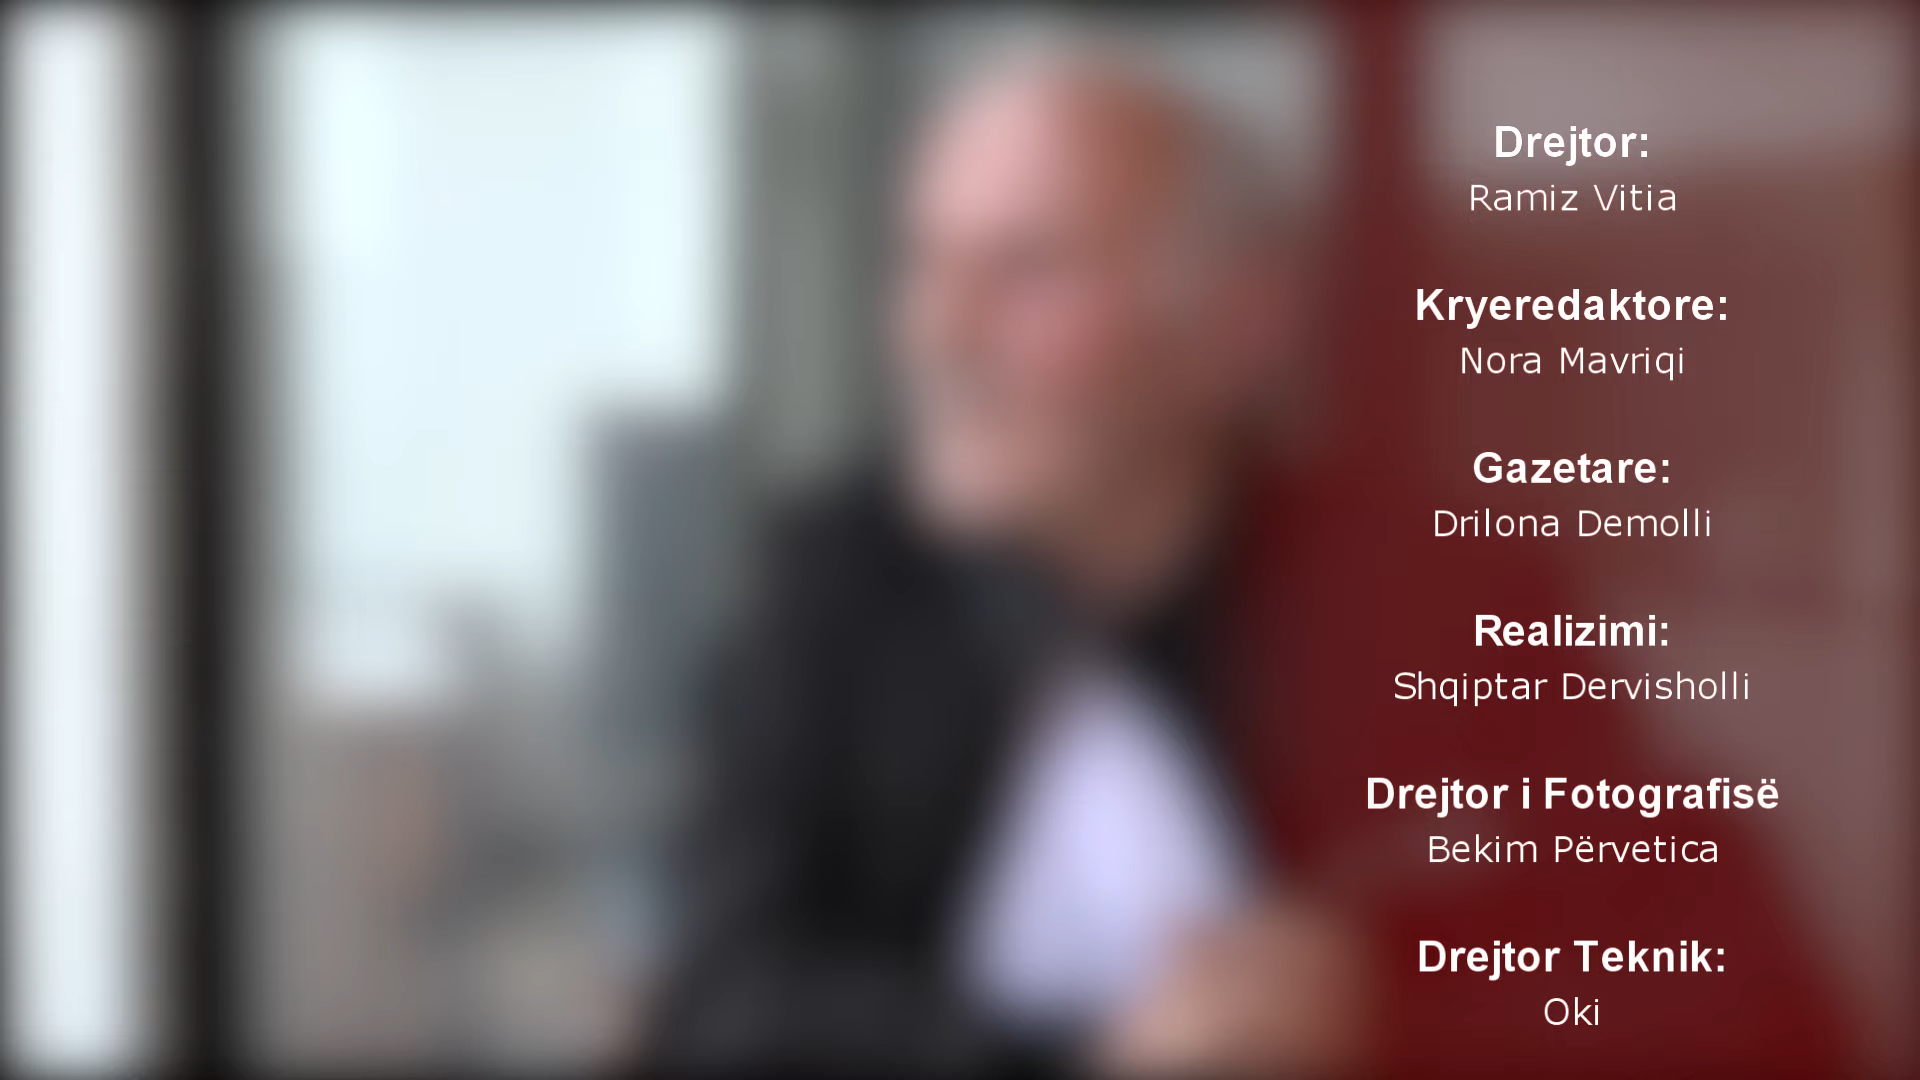 Drejtor:
Ramiz Vitia
Kryeredaktore:
Nora Mavriqi
Gazetare:
Drilona Demolli
Realizimi:
Shqiptar Dervisholli
Drejtor i Fotografisë
Bekim Përvetica
Drejtor Teknik:
Oki